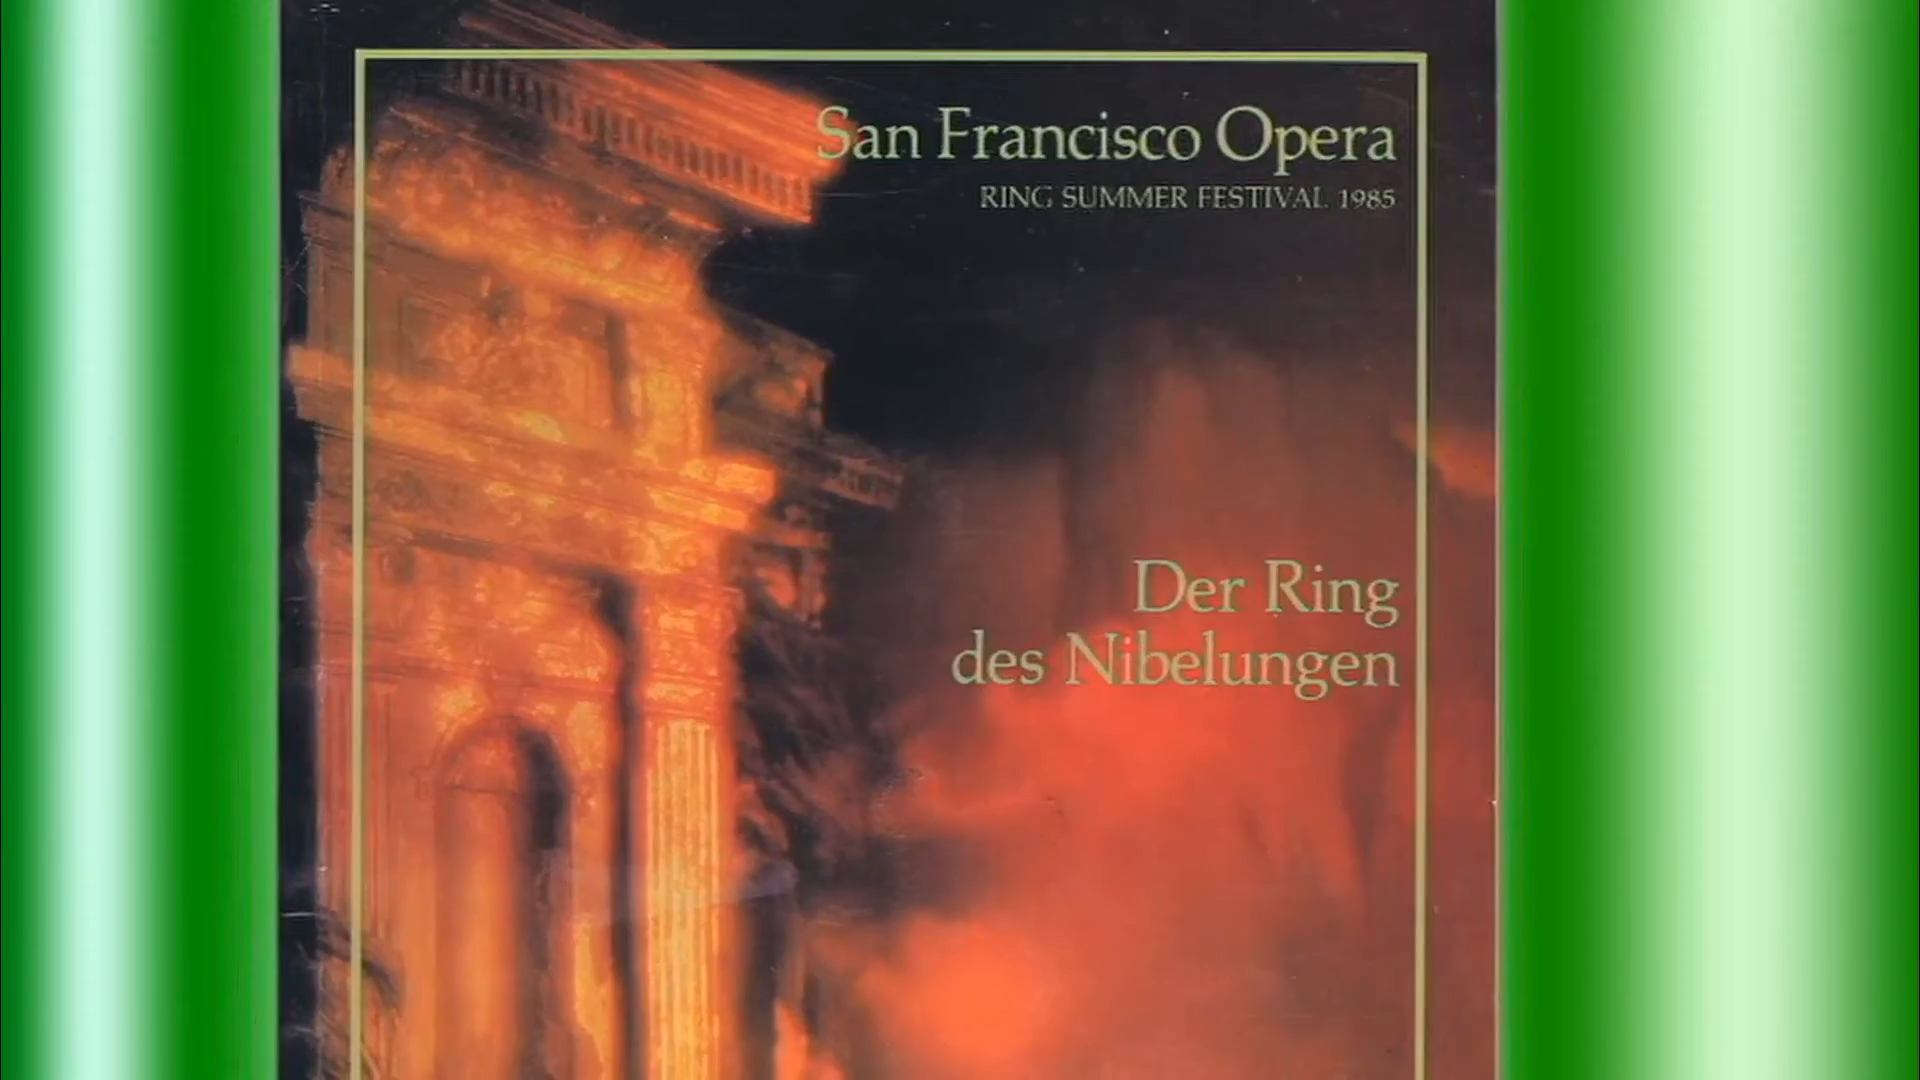 San Francisco Opera
RING SUMMER FESTIVAL 1985
Der Ring
des Nibelungen